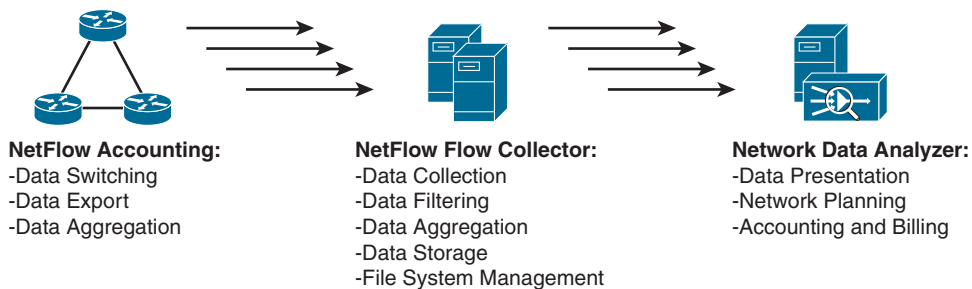 NetFlow Accounting:
-Data Switching
-Data Export
-Data Aggregation
NetFlow Flow Collector:
-Data Collection
-Data Filtering
-Data Aggregation
-Data Storage
-File System Management
Network Data Analyzer:
-Data Presentation
-Network Planning
-Accounting and Billing